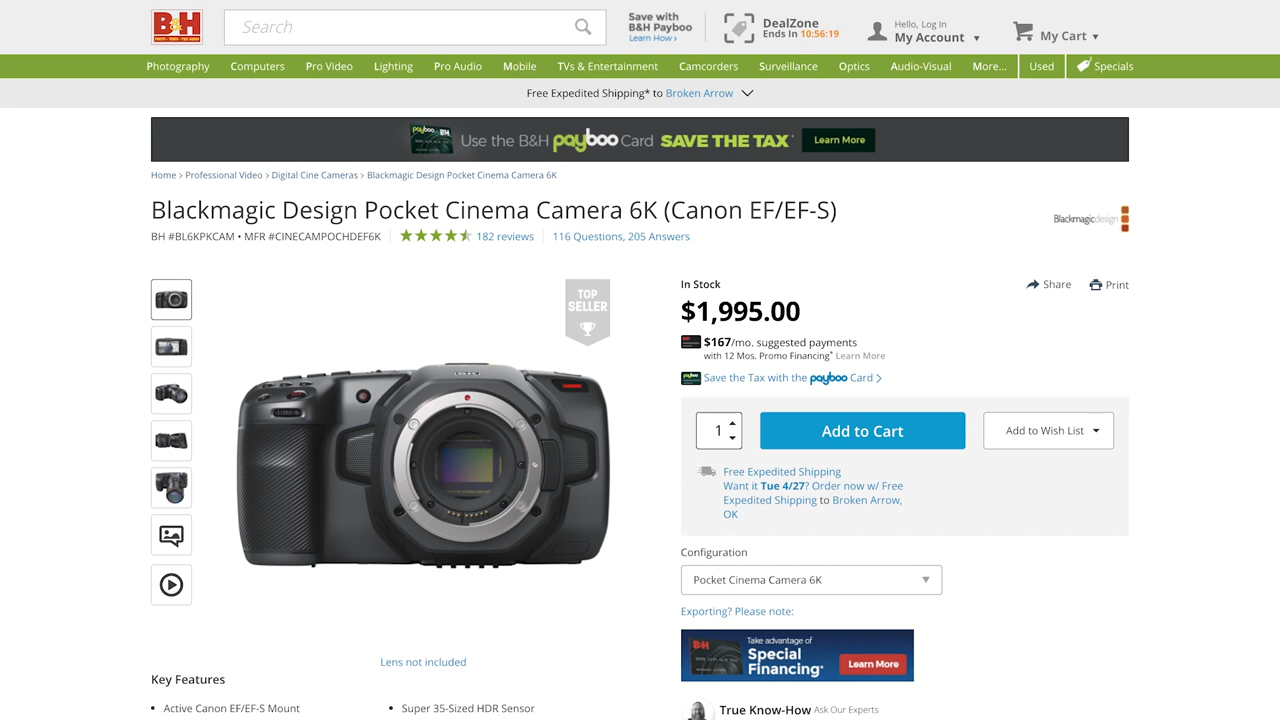 B&H
PHOTO • VIDEO • PRO AUDIO
Search
Save with
B&H Payboo
Learn How ›
DealZone
Ends In 10:56:19
Hello, Log In
My Account ▼
My Cart ▼
Photography Computers Pro Video Lighting Pro Audio Mobile TVs & Entertainment Camcorders Surveillance Optics Audio-Visual More... Used Specials
Free Expedited Shipping* to Broken Arrow
Use the B&H payboo Card SAVE THE TAX* Learn More
Home › Professional Video › Digital Cine Cameras › Blackmagic Design Pocket Cinema Camera 6K
Blackmagic Design Pocket Cinema Camera 6K (Canon EF/EF-S)
Blackmagicdesign
BH #BL6KPKCAM • MFR #CINECAMPOCHDEF6K 182 reviews 116 Questions, 205 Answers
TOP
SELLER
In Stock
Share
Print
$1,995.00
$167/mo. suggested payments
with 12 Mos. Promo Financing* Learn More
Save the Tax with the payboo Card ›
1
Add to Cart
Add to Wish List
Free Expedited Shipping
Want it Tue 4/27? Order now w/ Free
Expedited Shipping to Broken Arrow,
OK
Configuration
Pocket Cinema Camera 6K
Exporting? Please note:
B&H
Take advantage of
Special
Financing*
Learn More
Lens not included
Key Features
• Active Canon EF/EF-S Mount
• Super 35-Sized HDR Sensor
True Know-How Ask Our Experts